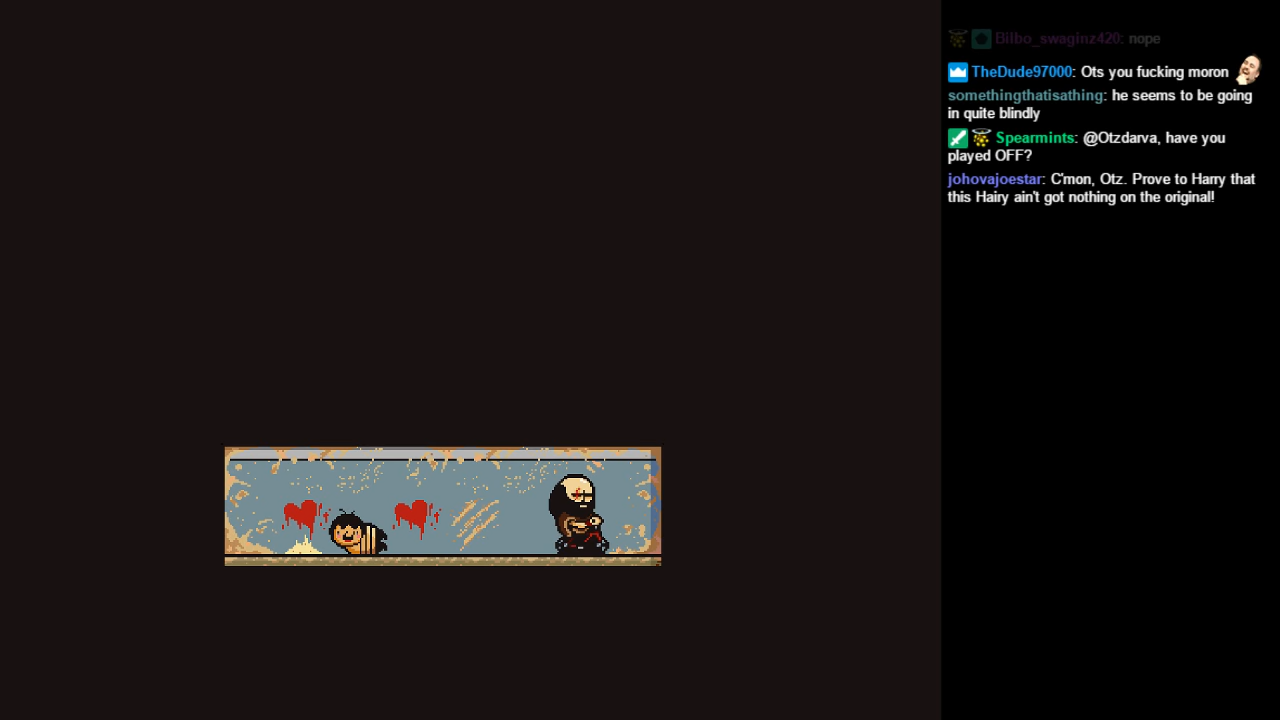 Bilbo_swaginz420: nope
TheDude97000: Ots you fucking moron
somethingthatisathing: he seems to be going
in quite blindly
Spearmints: @Otzdarva, have you
played OFF?
johovajoestar: C'mon, Otz. Prove to Harry that
this Hairy ain't got nothing on the original!